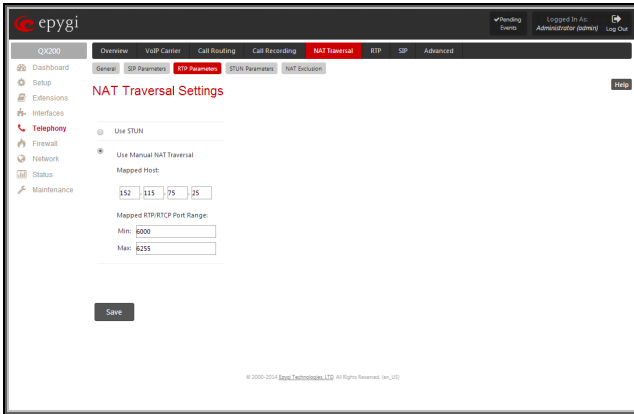 epygi
✔Pending Events
Logged In As: Administrator (admin)
Log Out
QX200
Overview VoIP Carrier Call Routing Call Recording NAT Traversal RTP SIP Advanced
Dashboard
Setup
Extensions
Interfaces
Telephony
Firewall
Network
Status
Maintenance
General SIP Parameters RTP Parameters STUN Parameters NAT Exclusion
Help
NAT Traversal Settings
Use STUN
Use Manual NAT Traversal
Mapped Host:
152 . 115 . 75 . 25
Mapped RTP/RTCP Port Range:
Min: 6000
Max: 6255
Save
© 2000-2014 Epygi Technologies, LTD. All Rights Reserved. (en_US)